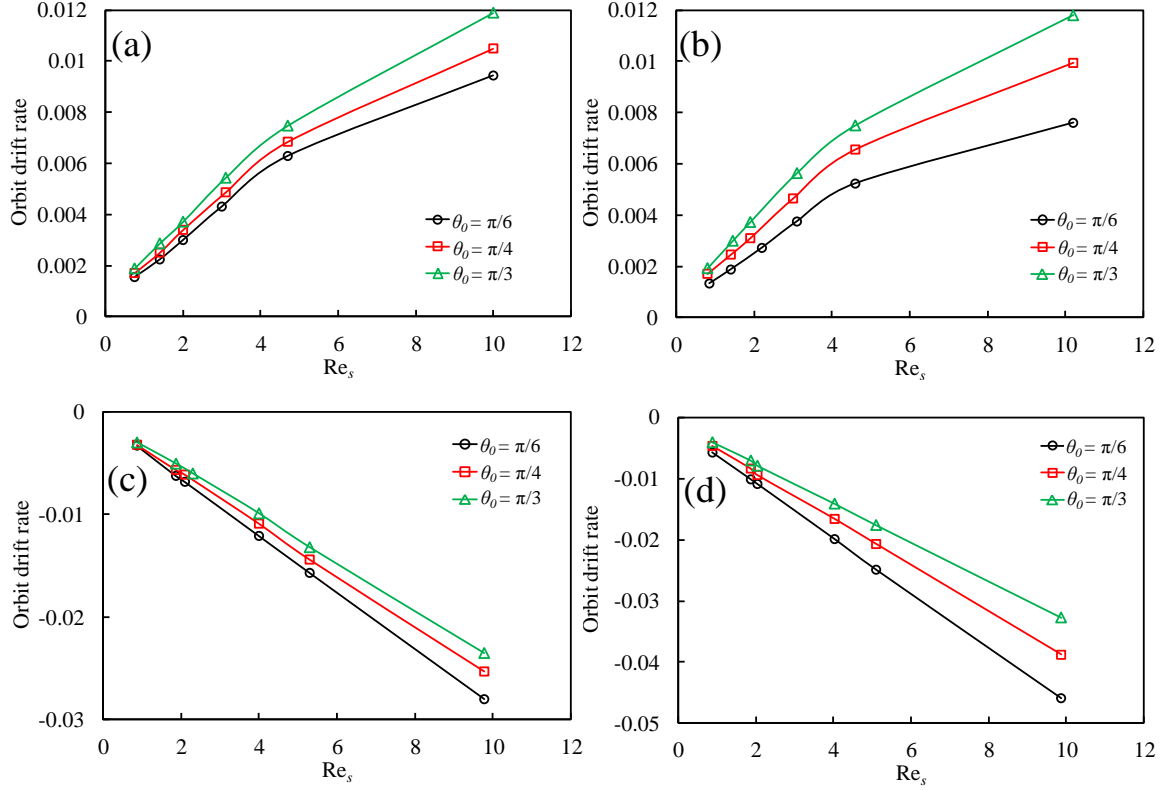 (a)
Orbit drift rate
0.012
0.01
0.008
0.006
0.004
0.002
0
0 2 4 6 8 10 12
Reₛ
θ₀ = π/6
θ₀ = π/4
θ₀ = π/3
(b)
Orbit drift rate
0.012
0.01
0.008
0.006
0.004
0.002
0
0 2 4 6 8 10 12
Reₛ
θ₀ = π/6
θ₀ = π/4
θ₀ = π/3
(c)
Orbit drift rate
0
-0.01
-0.02
-0.03
0 2 4 6 8 10 12
Reₛ
θ₀ = π/6
θ₀ = π/4
θ₀ = π/3
(d)
Orbit drift rate
0
-0.01
-0.02
-0.03
-0.04
-0.05
0 2 4 6 8 10 12
Reₛ
θ₀ = π/6
θ₀ = π/4
θ₀ = π/3